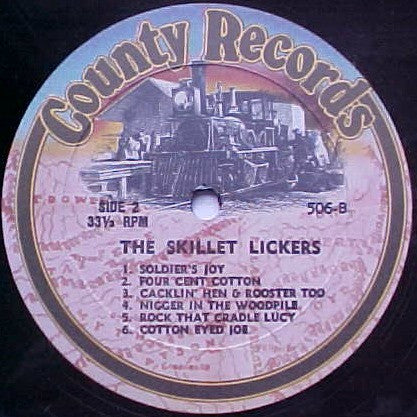 County Records
SIDE 2
33⅓ RPM
506-B
THE SKILLET LICKERS
1. SOLDIER'S JOY
2. FOUR CENT COTTON
3. CACKLIN' HEN & ROOSTER TOO
4. NIGGER IN THE WOODPILE
5. ROCK THAT CRADLE LUCY
6. COTTON EYED JOE